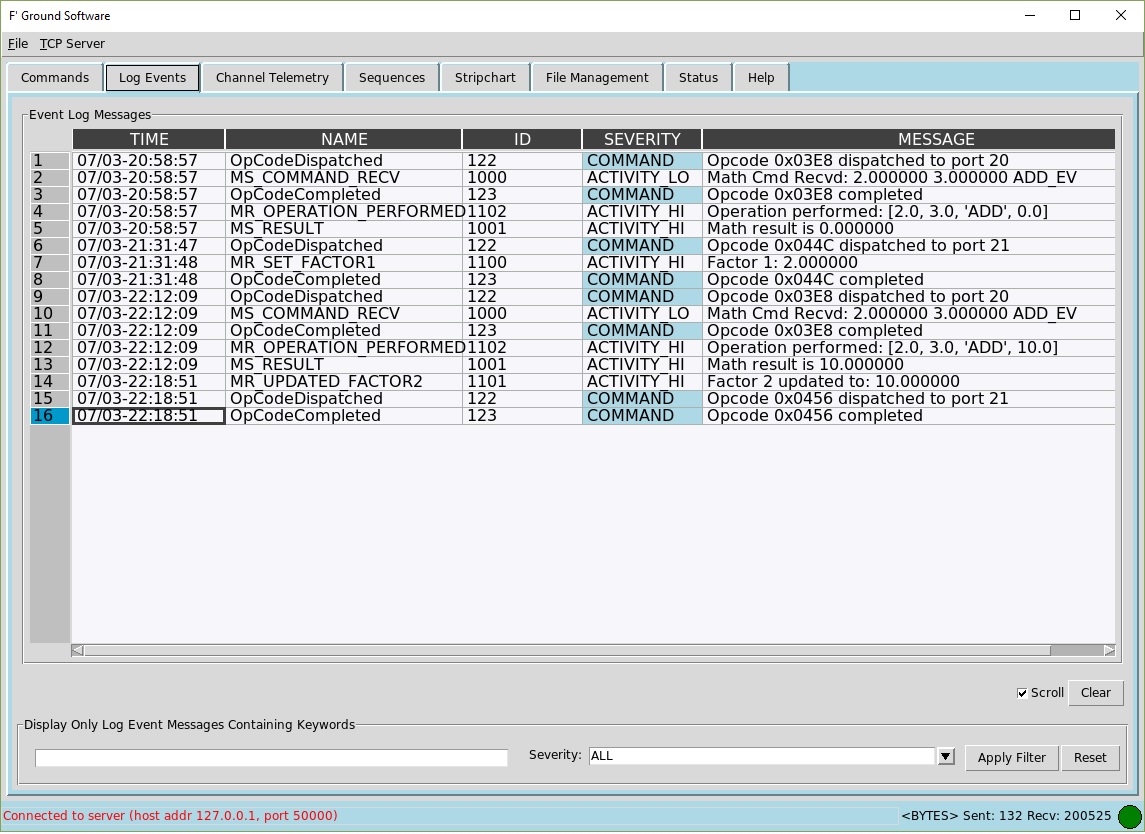 F' Ground Software
File TCP Server
Commands Log Events Channel Telemetry Sequences Stripchart File Management Status Help
Event Log Messages
TIME NAME ID SEVERITY MESSAGE
1 07/03-20:58:57 OpCodeDispatched 122 COMMAND Opcode 0x03E8 dispatched to port 20
2 07/03-20:58:57 MS_COMMAND_RECV 1000 ACTIVITY_LO Math Cmd Recvd: 2.000000 3.000000 ADD_EV
3 07/03-20:58:57 OpCodeCompleted 123 COMMAND Opcode 0x03E8 completed
4 07/03-20:58:57 MR_OPERATION_PERFORMED 1102 ACTIVITY_HI Operation performed: [2.0, 3.0, 'ADD', 0.0]
5 07/03-20:58:57 MS_RESULT 1001 ACTIVITY_HI Math result is 0.000000
6 07/03-21:31:47 OpCodeDispatched 122 COMMAND Opcode 0x044C dispatched to port 21
7 07/03-21:31:48 MR_SET_FACTOR1 1100 ACTIVITY_HI Factor 1: 2.000000
8 07/03-21:31:48 OpCodeCompleted 123 COMMAND Opcode 0x044C completed
9 07/03-22:12:09 OpCodeDispatched 122 COMMAND Opcode 0x03E8 dispatched to port 20
10 07/03-22:12:09 MS_COMMAND_RECV 1000 ACTIVITY_LO Math Cmd Recvd: 2.000000 3.000000 ADD_EV
11 07/03-22:12:09 OpCodeCompleted 123 COMMAND Opcode 0x03E8 completed
12 07/03-22:12:09 MR_OPERATION_PERFORMED 1102 ACTIVITY_HI Operation performed: [2.0, 3.0, 'ADD', 10.0]
13 07/03-22:12:09 MS_RESULT 1001 ACTIVITY_HI Math result is 10.000000
14 07/03-22:18:51 MR_UPDATED_FACTOR2 1101 ACTIVITY_HI Factor 2 updated to: 10.000000
15 07/03-22:18:51 OpCodeDispatched 122 COMMAND Opcode 0x0456 dispatched to port 21
16 07/03-22:18:51 OpCodeCompleted 123 COMMAND Opcode 0x0456 completed
Scroll Clear
Display Only Log Event Messages Containing Keywords
Severity: ALL Apply Filter Reset
Connected to server (host addr 127.0.0.1, port 50000) <BYTES> Sent: 132 Recv: 200525